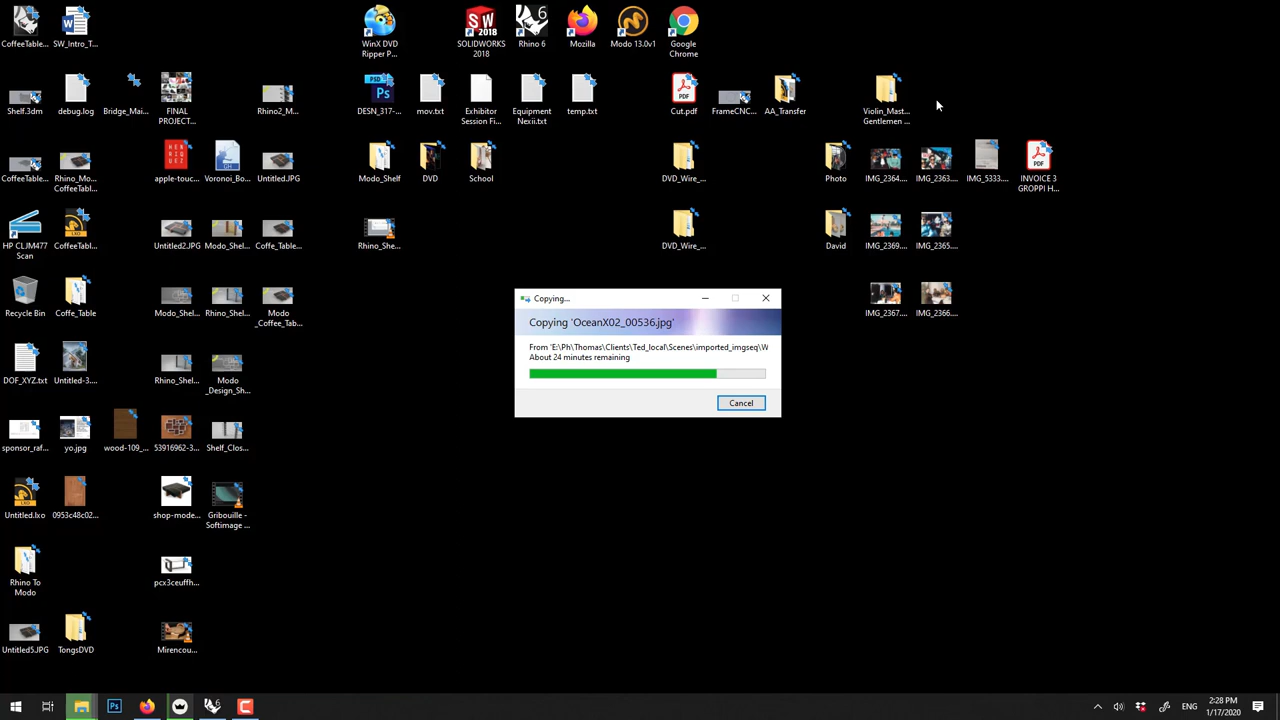 CoffeeTable...
SW_Intro_T...
WinX DVD
Ripper P...
SOLIDWORKS
2018
Rhino 6
Mozilla
Modo 13.0v1
Google
Chrome
Shelf.3dm
debug.log
Bridge_Mai...
FINAL
PROJECT...
Rhino2_M...
DESN_317-...
mov.txt
Exhibitor
Session Fi...
Equipment
Nexii.txt
temp.txt
Cut.pdf
FrameCNC...
AA_Transfer
Violin_Mast...
Gentlemen ...
CoffeeTable...
Rhino_Mo...
CoffeeTabl...
apple-touc...
Voronoi_Bo...
Untitled.JPG
Modo_Shelf
DVD
School
DVD_Wire_...
Photo
IMG_2364....
IMG_2363....
IMG_5333....
INVOICE 3
GROPPI H...
HP CLJM477
Scan
CoffeeTabl...
Untitled2.JPG
Modo_Shel...
Coffe_Table...
Rhino_She...
DVD_Wire_...
David
IMG_2369....
IMG_2365....
Recycle Bin
Coffe_Table
Modo_Shel...
Rhino_Shel...
Modo
_Coffee_Tab...
IMG_2367....
IMG_2366....
Copying...
Copying 'OceanX02_00536.jpg'
From 'E:\Ph\Thomas\Clients\Ted_local\Scenes\imported_imgseq\W
About 24 minutes remaining
Cancel
DOF_XYZ.txt
Untitled-3....
Rhino_Shel...
Modo
_Design_Sh...
sponsor_raf...
yo.jpg
wood-109_...
53916962-3...
Shelf_Clos...
Untitled.lxo
0953c48c02...
shop-mode...
Gribouille -
Softimage ...
Rhino To
Modo
pcx3ceuffh...
Untitled5.JPG
TongsDVD
Mirencou...
2:28 PM
ENG
1/17/2020